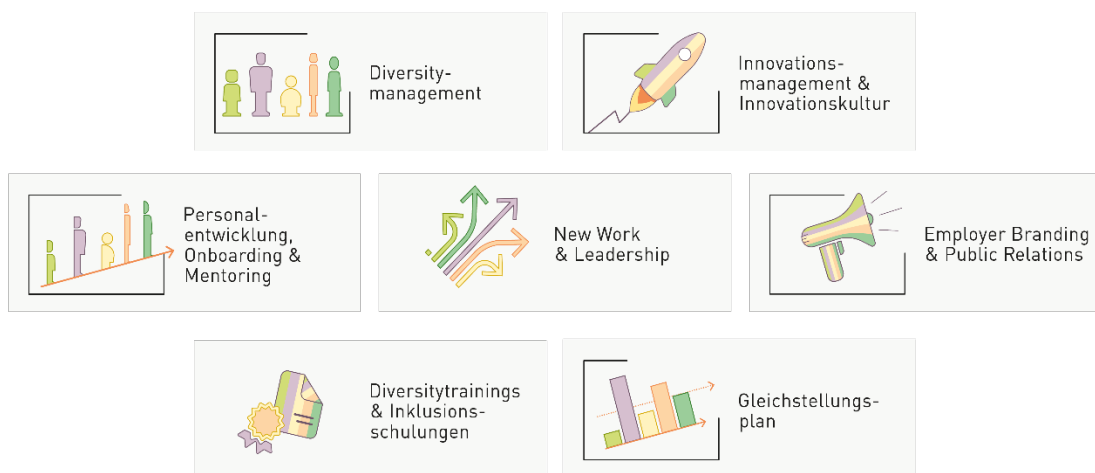 Diversity-
management
Innovations-
management &
Innovationskultur
Personal-
entwicklung,
Onboarding &
Mentoring
New Work
& Leadership
Employer Branding
& Public Relations
Diversitytrainings
& Inklusions-
schulungen
Gleichstellungs-
plan